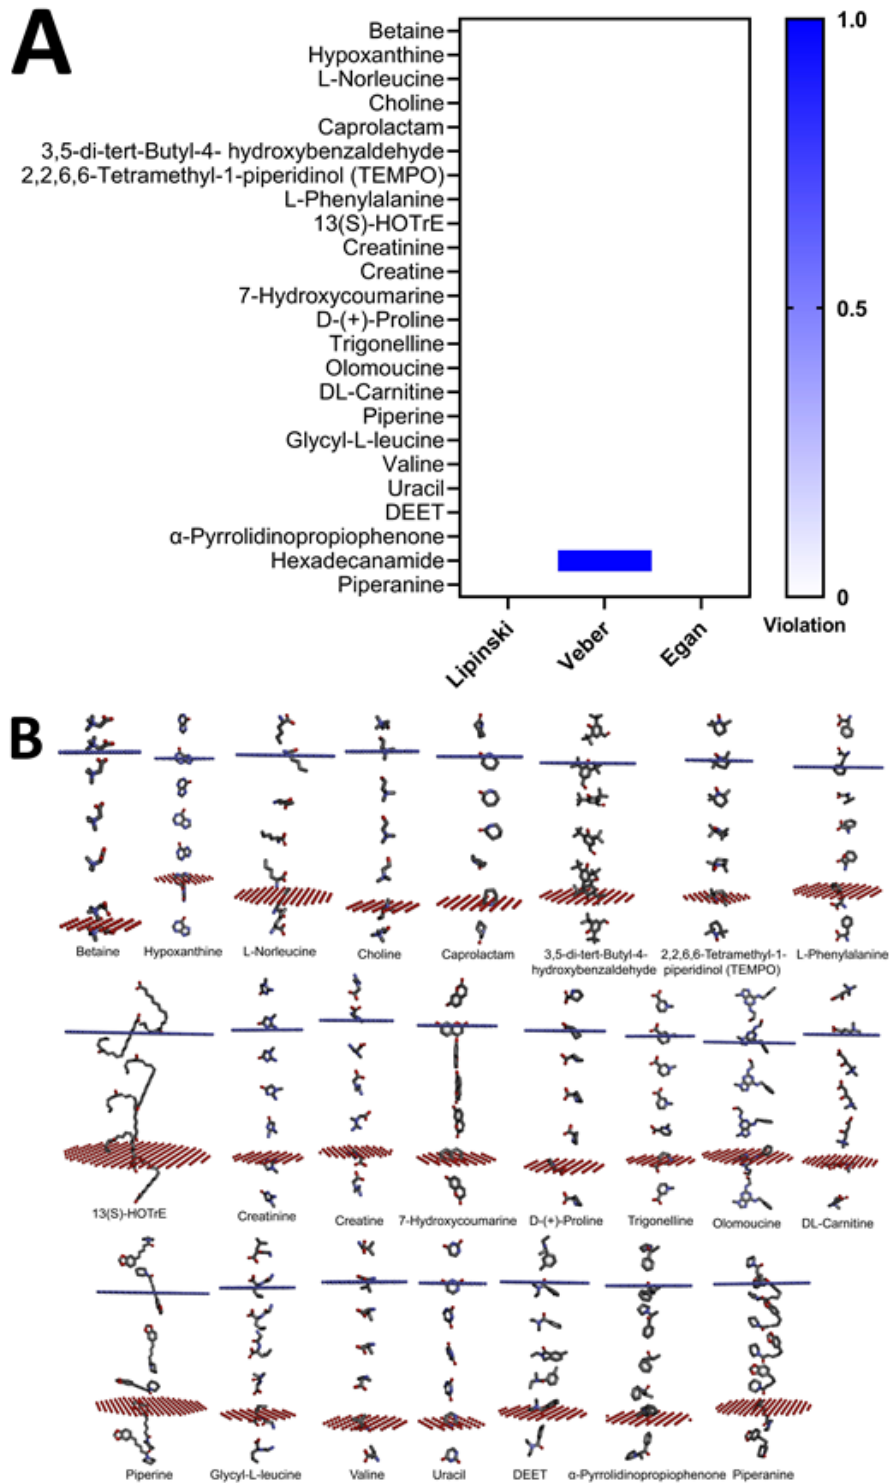 A
Betaine
Hypoxanthine
L-Norleucine
Choline
Caprolactam
3,5-di-tert-Butyl-4- hydroxybenzaldehyde
2,2,6,6-Tetramethyl-1-piperidinol (TEMPO)
L-Phenylalanine
13(S)-HOTrE
Creatinine
Creatine
7-Hydroxycoumarine
D-(+)-Proline
Trigonelline
Olomoucine
DL-Carnitine
Piperine
Glycyl-L-leucine
Valine
Uracil
DEET
α-Pyrrolidinopropiophenone
Hexadecanamide
Piperanine
Lipinski
Veber
Egan
1.0
0.5
0
Violation
B
Betaine
Hypoxanthine
L-Norleucine
Choline
Caprolactam
3,5-di-tert-Butyl-4-
hydroxybenzaldehyde
2,2,6,6-Tetramethyl-1-
piperidinol (TEMPO)
L-Phenylalanine
13(S)-HOTrE
Creatinine
Creatine
7-Hydroxycoumarine
D-(+)-Proline
Trigonelline
Olomoucine
DL-Carnitine
Piperine
Glycyl-L-leucine
Valine
Uracil
DEET
α-Pyrrolidinopropiophenone
Piperanine